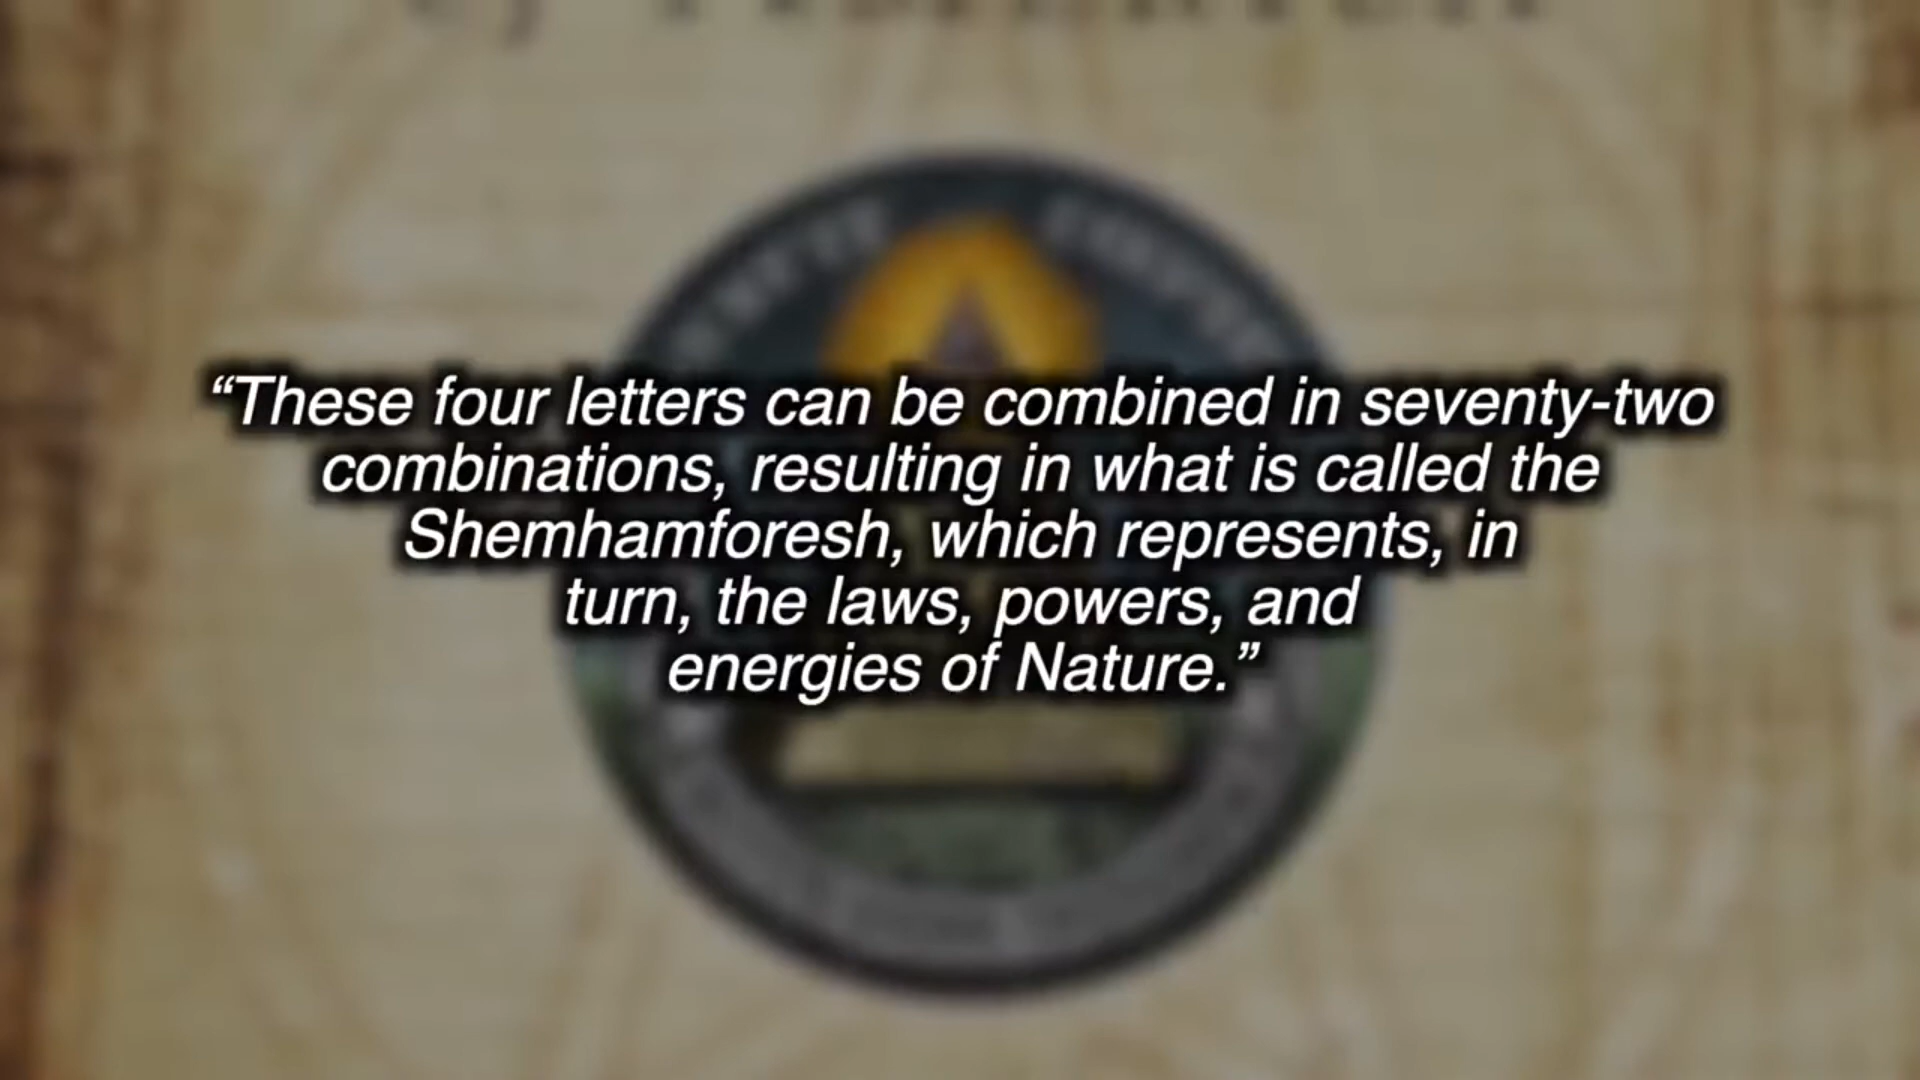 “These four letters can be combined in seventy-two
combinations, resulting in what is called the
Shemhamforesh, which represents, in
turn, the laws, powers, and
energies of Nature.”